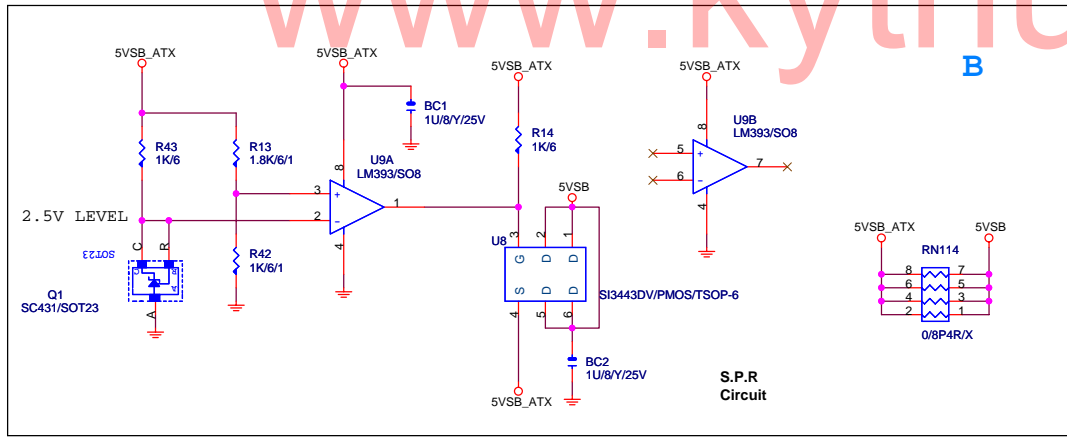 www.kythu
B
5VSB_ATX
5VSB_ATX
5VSB_ATX
5VSB_ATX
BC1
1U/8/Y/25V
U9B
LM393/SO8
R43
1K/6
R13
1.8K/6/1
R14
1K/6
U9A
LM393/SO8
8
3
+
2
-
1
4
8
5
+
6
-
7
4
2.5V LEVEL
C
R
SOT23
C
R
A
A
Q1
SC431/SOT23
R42
1K/6/1
5VSB
U8
3
2
1
G
D
D
S
D
D
4
5
6
SI3443DV/PMOS/TSOP-6
BC2
1U/8/Y/25V
5VSB_ATX
5VSB_ATX
5VSB
RN114
8
7
6
5
4
3
2
1
0/8P4R/X
S.P.R
Circuit